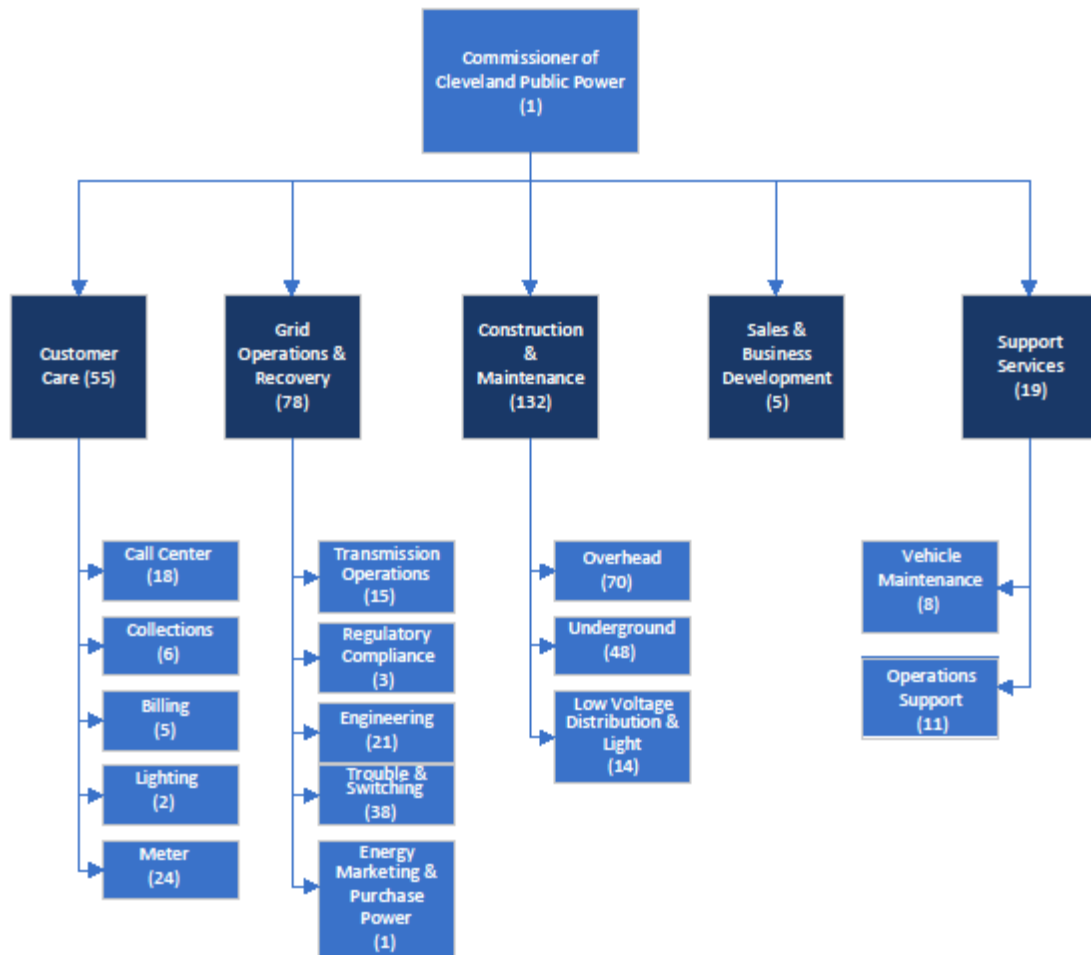 Commissioner of
Cleveland Public Power
(1)
Customer
Care (55)
Grid
Operations &
Recovery
(78)
Construction
&
Maintenance
(132)
Sales &
Business
Development
(5)
Support
Services
(19)
Call Center
(18)
Collections
(6)
Billing
(5)
Lighting
(2)
Meter
(24)
Transmission
Operations
(15)
Regulatory
Compliance
(3)
Engineering
(21)
Trouble &
Switching
(38)
Energy
Marketing &
Purchase
Power
(1)
Overhead
(70)
Underground
(48)
Low Voltage
Distribution &
Light
(14)
Vehicle
Maintenance
(8)
Operations
Support
(11)